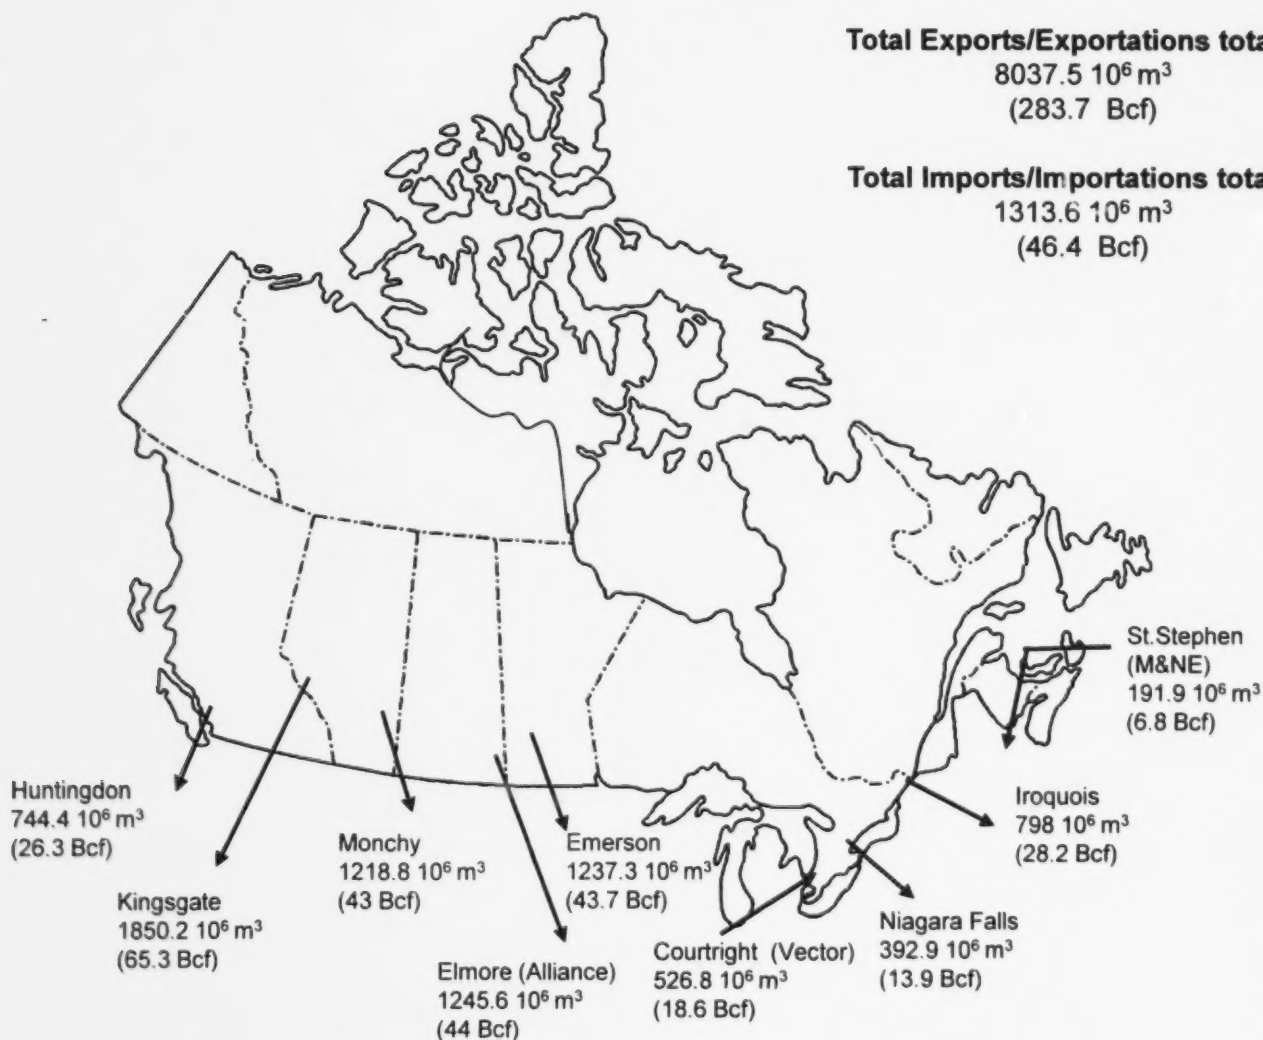 Total Exports/Exportations tota
8037.5 10⁶ m³
(283.7 Bcf)
Total Imports/Importations tota
1313.6 10⁶ m³
(46.4 Bcf)
St.Stephen
(M&NE)
191.9 10⁶ m³
(6.8 Bcf)
Huntingdon
744.4 10⁶ m³
(26.3 Bcf)
Kingsgate
1850.2 10⁶ m³
(65.3 Bcf)
Monchy
1218.8 10⁶ m³
(43 Bcf)
Elmore (Alliance)
1245.6 10⁶ m³
(44 Bcf)
Emerson
1237.3 10⁶ m³
(43.7 Bcf)
Courtright (Vector)
526.8 10⁶ m³
(18.6 Bcf)
Niagara Falls
392.9 10⁶ m³
(13.9 Bcf)
Iroquois
798 10⁶ m³
(28.2 Bcf)